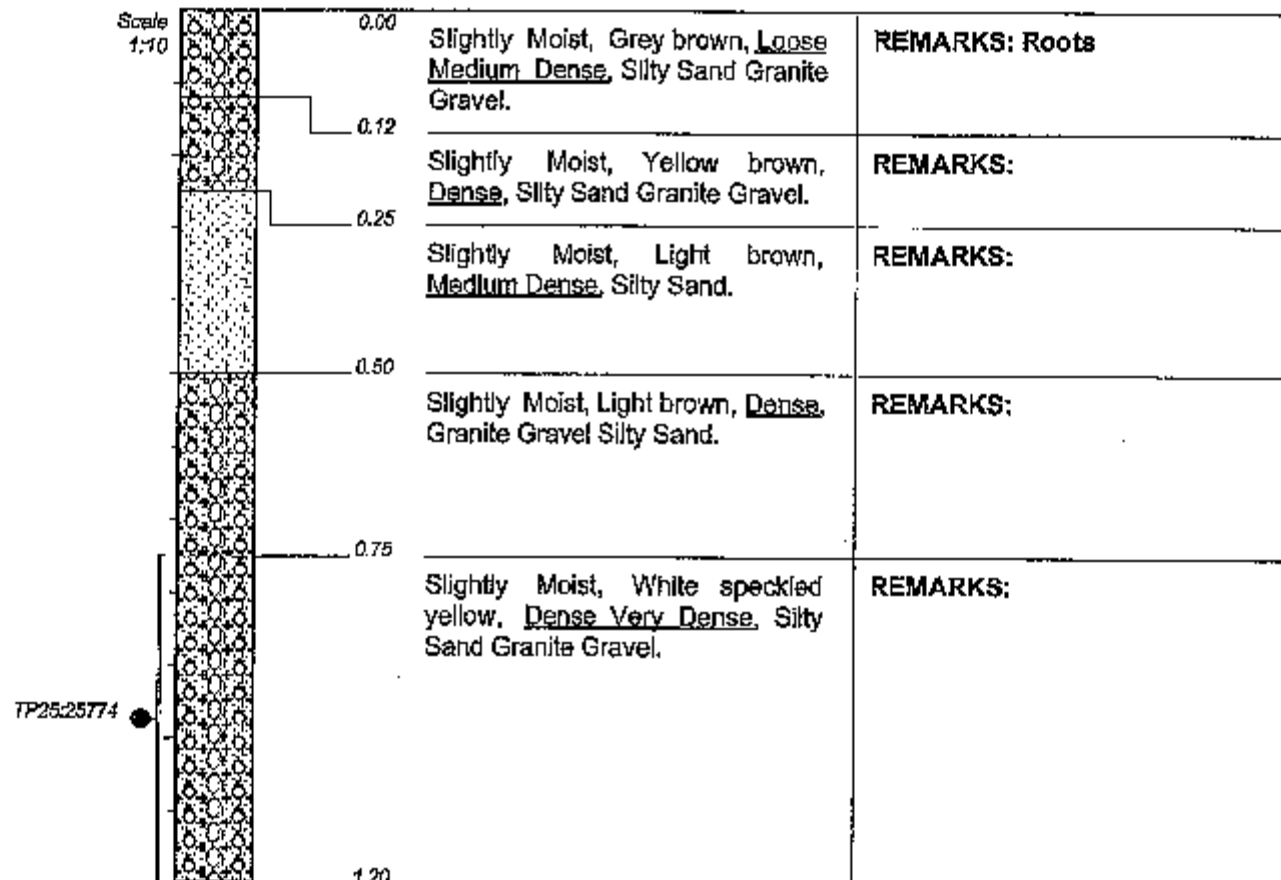 Scale
1:10
0.00
Slightly Moist, Grey brown, Loose
Medium Dense, Silty Sand Granite
Gravel.
REMARKS: Roots
0.12
Slightly Moist, Yellow brown,
Dense, Silty Sand Granite Gravel.
REMARKS:
0.25
Slightly Moist, Light brown,
Medium Dense, Silty Sand.
REMARKS:
0.50
Slightly Moist, Light brown, Dense,
Granite Gravel Silty Sand.
REMARKS:
0.75
Slightly Moist, White speckled
yellow, Dense Very Dense, Silty
Sand Granite Gravel.
REMARKS:
TP25:25774
1.20